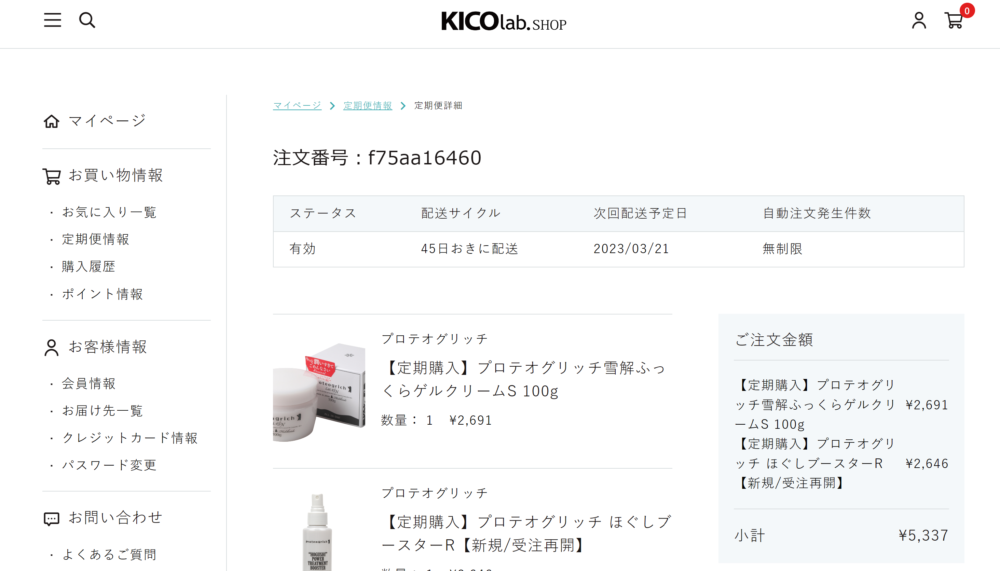 KICOlab.SHOP
0
マイページ
お買い物情報
・ お気に入り一覧
・ 定期便情報
・ 購入履歴
・ ポイント情報
お客様情報
・ 会員情報
・ お届け先一覧
・ クレジットカード情報
・ パスワード変更
お問い合わせ
・ よくあるご質問
マイページ > 定期便情報 > 定期便詳細
注文番号：f75aa16460
ステータス 配送サイクル 次回配送予定日 自動注文発生件数
有効 45日おきに配送 2023/03/21 無制限
もっと潤いすぎて
ごめんなさい
Renewal
oteogrich
Lat.43°N
Hokkaido
100g
ALL IN ONE
ogrich
t.43°N
Hokkaido
100g
プロテオグリッチ
【定期購入】プロテオグリッチ雪解ふっ
くらゲルクリームS 100g
数量： 1 ¥2,691
Proteogrich
"HOGUSHI"
POWER
TREATMENT
BOOSTER
プロテオグリッチ
【定期購入】プロテオグリッチ ほぐしブ
ースターR【新規/受注再開】
数量： 1 ¥2,646
ご注文金額
【定期購入】プロテオグリ
ッチ雪解ふっくらゲルクリ ¥2,691
ームS 100g
【定期購入】プロテオグリ
ッチ ほぐしブースターR ¥2,646
【新規/受注再開】
小計 ¥5,337